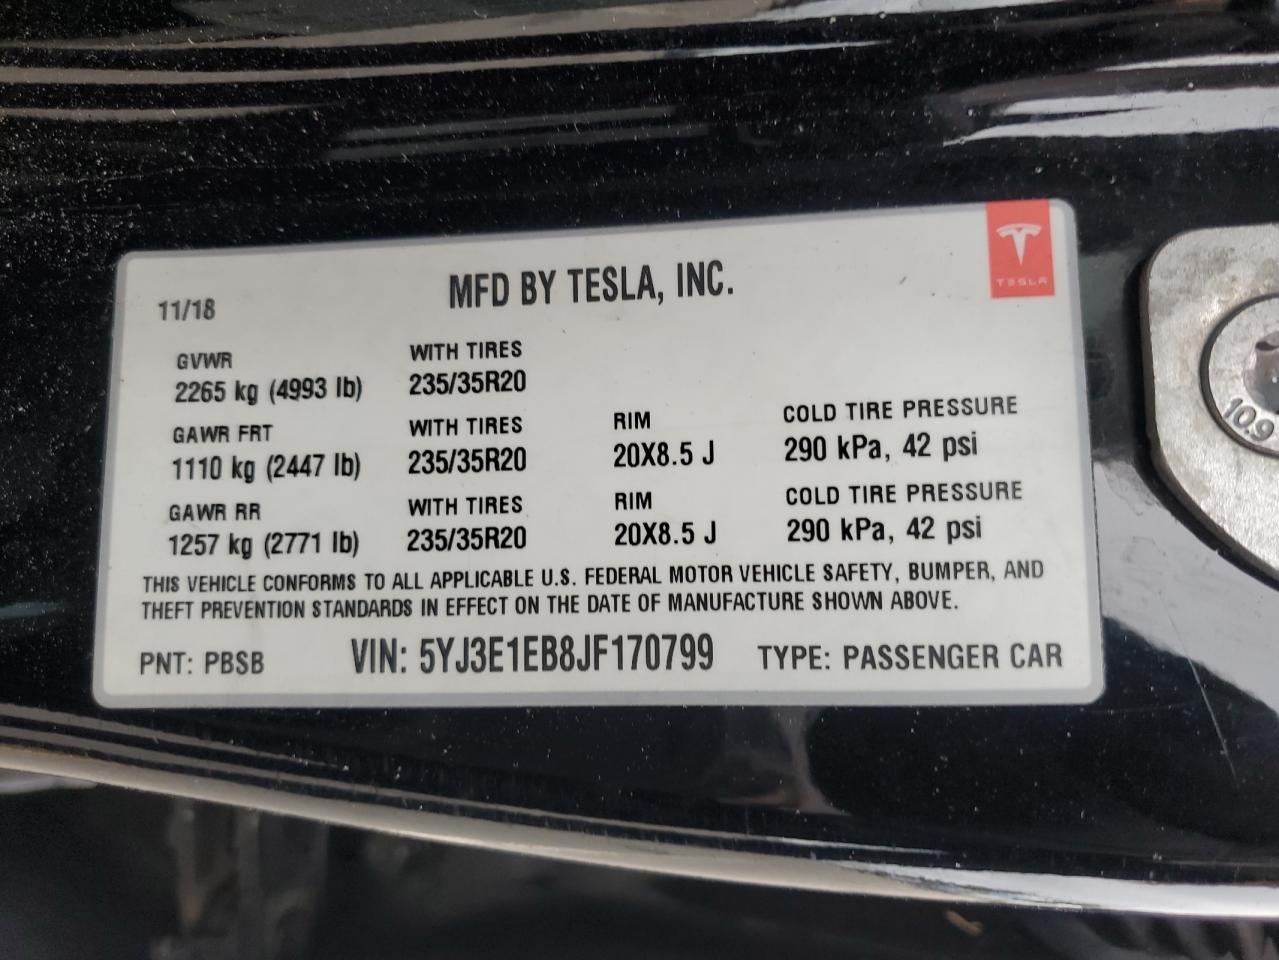 TESLA
MFD BY TESLA, INC.
11/18
GVWR WITH TIRES
2265 kg (4993 lb) 235/35R20
GAWR FRT WITH TIRES RIM COLD TIRE PRESSURE
1110 kg (2447 lb) 235/35R20 20X8.5 J 290 kPa, 42 psi
GAWR RR WITH TIRES RIM COLD TIRE PRESSURE
1257 kg (2771 lb) 235/35R20 20X8.5 J 290 kPa, 42 psi
THIS VEHICLE CONFORMS TO ALL APPLICABLE U.S. FEDERAL MOTOR VEHICLE SAFETY, BUMPER, AND
THEFT PREVENTION STANDARDS IN EFFECT ON THE DATE OF MANUFACTURE SHOWN ABOVE.
PNT: PBSB VIN: 5YJ3E1EB8JF170799 TYPE: PASSENGER CAR
10.9